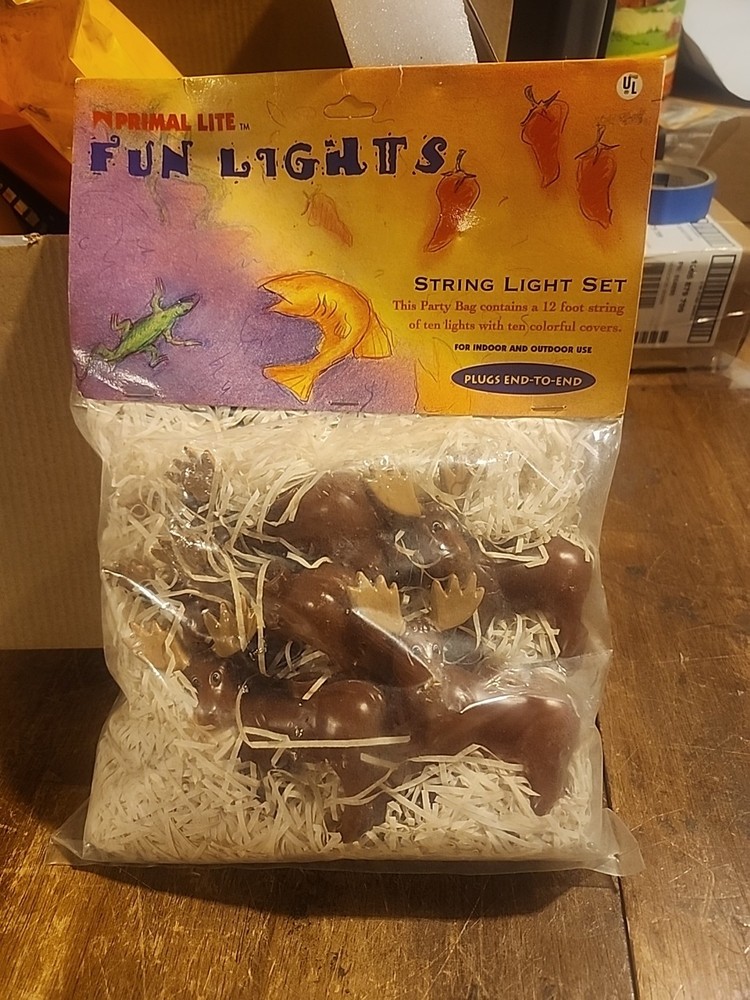 PRIMAL LITE™
FUN LIGHTS
UL
STRING LIGHT SET
This Party Bag contains a 12 foot string
of ten lights with ten colorful covers.
FOR INDOOR AND OUTDOOR USE
PLUGS END-TO-END